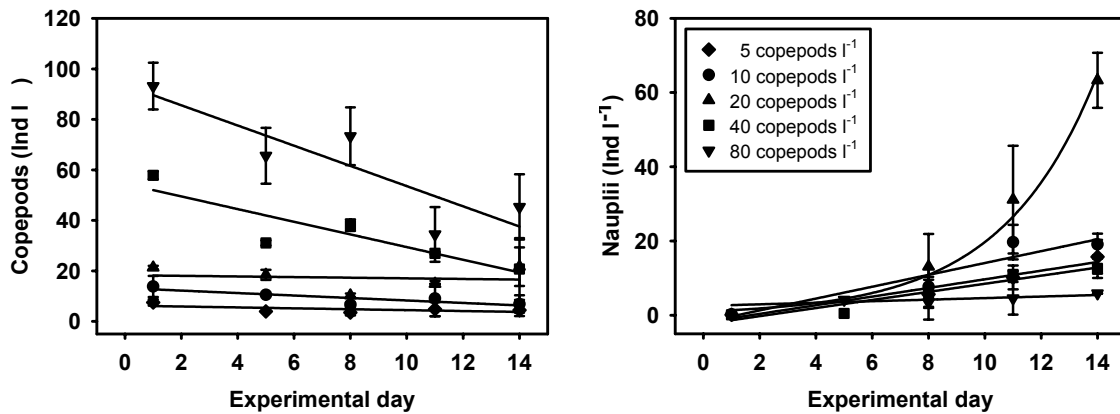 120
100
80
60
40
20
0
Copepods (Ind l )
0 2 4 6 8 10 12 14
Experimental day
80
60
40
20
0
Nauplii (Ind l⁻¹)
5 copepods l⁻¹
10 copepods l⁻¹
20 copepods l⁻¹
40 copepods l⁻¹
80 copepods l⁻¹
0 2 4 6 8 10 12 14
Experimental day